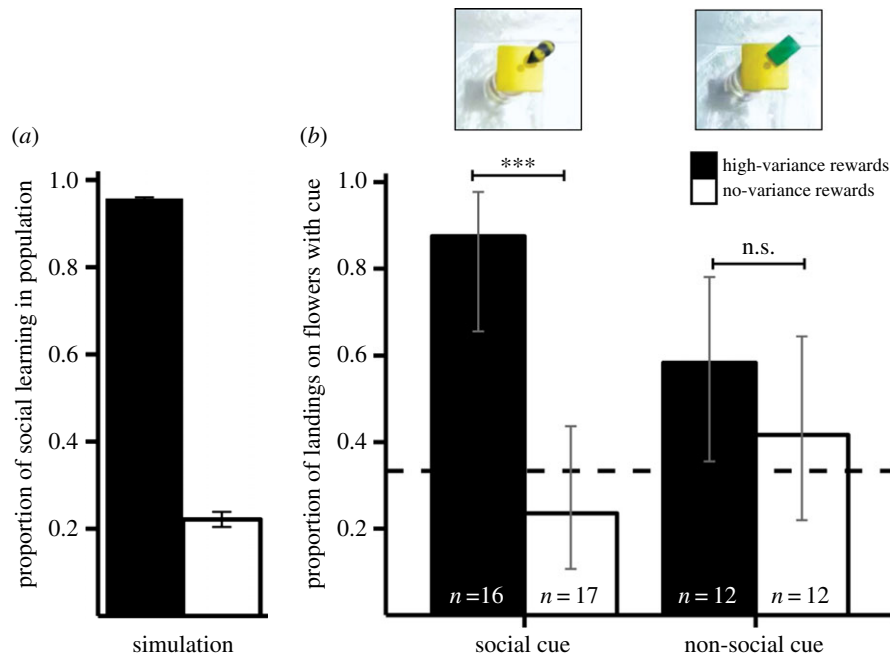 (a)
proportion of social learning in population
1.0
0.8
0.6
0.4
0.2
simulation
(b)
proportion of landings on flowers with cue
1.0
0.8
0.6
0.4
0.2
***
n.s.
high-variance rewards
no-variance rewards
n = 16
n = 17
n = 12
n = 12
social cue
non-social cue